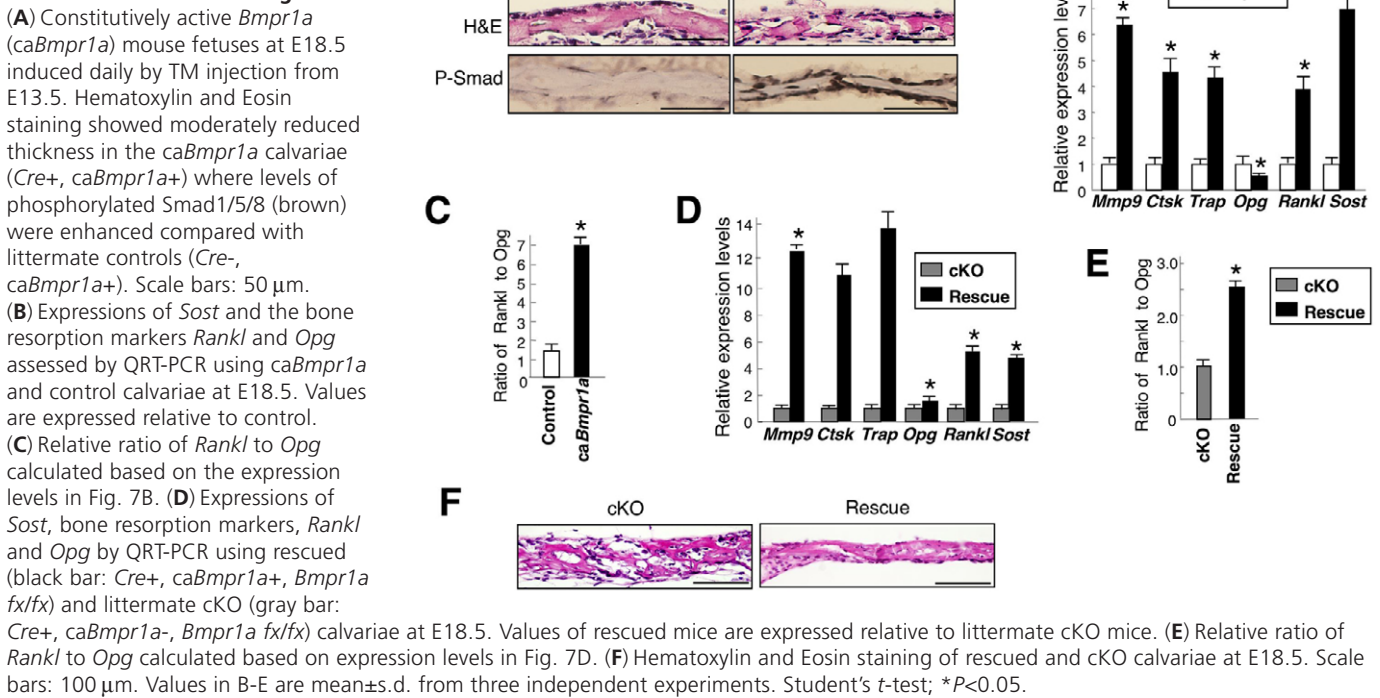 (A) Constitutively active Bmpr1a
(caBmpr1a) mouse fetuses at E18.5
induced daily by TM injection from
E13.5. Hematoxylin and Eosin
staining showed moderately reduced
thickness in the caBmpr1a calvariae
(Cre+, caBmpr1a+) where levels of
phosphorylated Smad1/5/8 (brown)
were enhanced compared with
littermate controls (Cre-,
caBmpr1a+). Scale bars: 50 μm.
(B) Expressions of Sost and the bone
resorption markers Rankl and Opg
assessed by QRT-PCR using caBmpr1a
and control calvariae at E18.5. Values
are expressed relative to control.
(C) Relative ratio of Rankl to Opg
calculated based on the expression
levels in Fig. 7B. (D) Expressions of
Sost, bone resorption markers, Rankl
and Opg by QRT-PCR using rescued
(black bar: Cre+, caBmpr1a+, Bmpr1a
fx/fx) and littermate cKO (gray bar:
Cre+, caBmpr1a-, Bmpr1a fx/fx) calvariae at E18.5. Values of rescued mice are expressed relative to littermate cKO mice. (E) Relative ratio of
Rankl to Opg calculated based on expression levels in Fig. 7D. (F) Hematoxylin and Eosin staining of rescued and cKO calvariae at E18.5. Scale
bars: 100 μm. Values in B-E are mean±s.d. from three independent experiments. Student's t-test; *P<0.05.
H&E
P-Smad
Relative expression leve
7
6
5
4
3
2
1
0
* * * * *
Mmp9 Ctsk Trap Opg Rankl Sost
C
Ratio of Rankl to Opg
7
6
5
4
3
2
1
0
*
Control
caBmpr1a
D
Relative expression levels
14
12
10
8
6
4
2
0
* * * *
cKO
Rescue
Mmp9 Ctsk Trap Opg Rankl Sost
E
Ratio of Rankl to Opg
3.0
2.0
1.0
0
*
cKO
Rescue
cKO
Rescue
F
cKO
Rescue